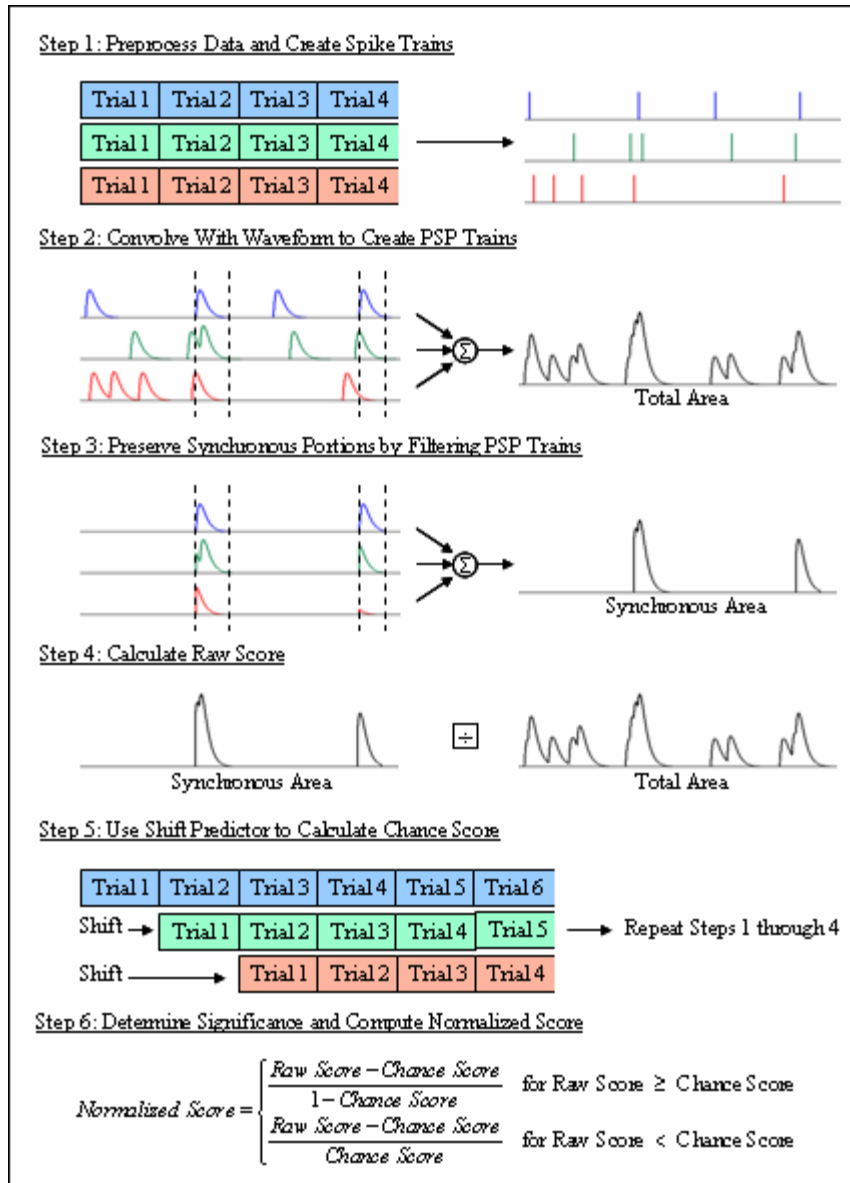 Step 1: Preprocess Data and Create Spike Trains
Trial 1 Trial 2 Trial 3 Trial 4
Trial 1 Trial 2 Trial 3 Trial 4
Trial 1 Trial 2 Trial 3 Trial 4
Step 2: Convolve With Waveform to Create PSP Trains
Σ
Total Area
Step 3: Preserve Synchronous Portions by Filtering PSP Trains
Σ
Synchronous Area
Step 4: Calculate Raw Score
÷
Synchronous Area Total Area
Step 5: Use Shift Predictor to Calculate Chance Score
Trial 1 Trial 2 Trial 3 Trial 4 Trial 5 Trial 6
Shift Trial 1 Trial 2 Trial 3 Trial 4 Trial 5 Repeat Steps 1 through 4
Shift Trial 1 Trial 2 Trial 3 Trial 4
Step 6: Determine Significance and Compute Normalized Score
Raw Score – Chance Score
1 – Chance Score
for Raw Score ≥ Chance Score
Normalized Score =
Raw Score – Chance Score
Chance Score
for Raw Score < Chance Score